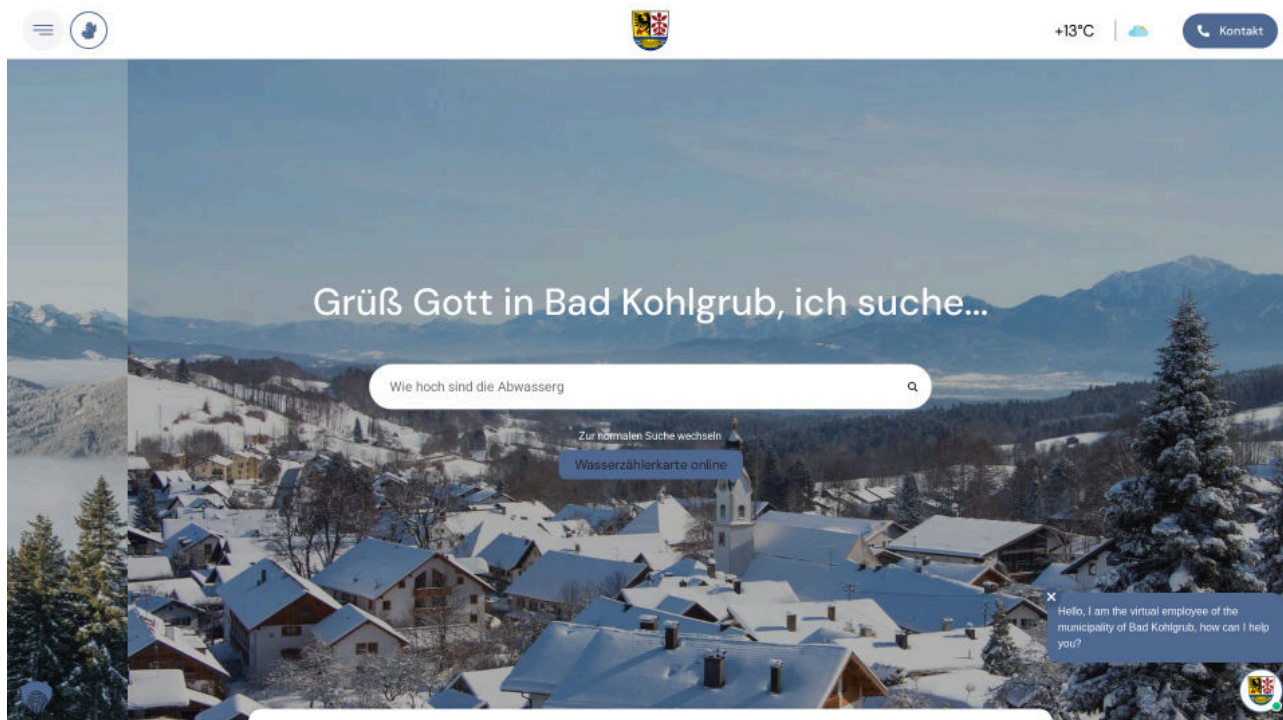 +13°C
Kontakt
Grüß Gott in Bad Kohlgrub, ich suche...
Wie hoch sind die Abwasserg
Zur normalen Suche wechseln
Wasserzählerkarte online
Hello, I am the virtual employee of the
municipality of Bad Kohlgrub, how can I help
you?